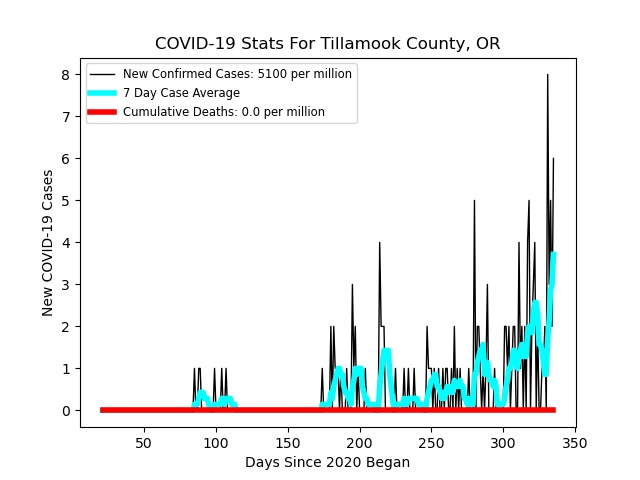 COVID-19 Stats For Tillamook County, OR
New Confirmed Cases: 5100 per million
7 Day Case Average
Cumulative Deaths: 0.0 per million
8
7
6
5
4
3
2
1
0
New COVID-19 Cases
50 100 150 200 250 300 350
Days Since 2020 Began